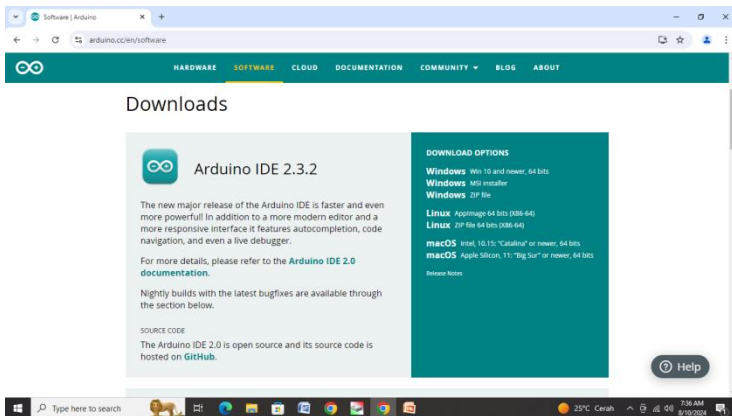 Software | Arduino
arduino.cc/en/software
HARDWARE SOFTWARE CLOUD DOCUMENTATION COMMUNITY BLOG ABOUT
Downloads
Arduino IDE 2.3.2
The new major release of the Arduino IDE is faster and even
more powerful! In addition to a more modern editor and a
more responsive interface it features autocompletion, code
navigation, and even a live debugger.
For more details, please refer to the Arduino IDE 2.0
documentation.
Nightly builds with the latest bugfixes are available through
the section below.
SOURCE CODE
The Arduino IDE 2.0 is open source and its source code is
hosted on GitHub.
DOWNLOAD OPTIONS
Windows Win 10 and newer, 64 bits
Windows MSI installer
Windows ZIP file
Linux AppImage 64 bits (X86-64)
Linux ZIP file 64 bits (X86-64)
macOS Intel, 10.15: "Catalina" or newer, 64 bits
macOS Apple Silicon, 11: "Big Sur" or newer, 64 bits
Release Notes
Help
Type here to search
25°C Cerah
7:36 AM
8/10/2024